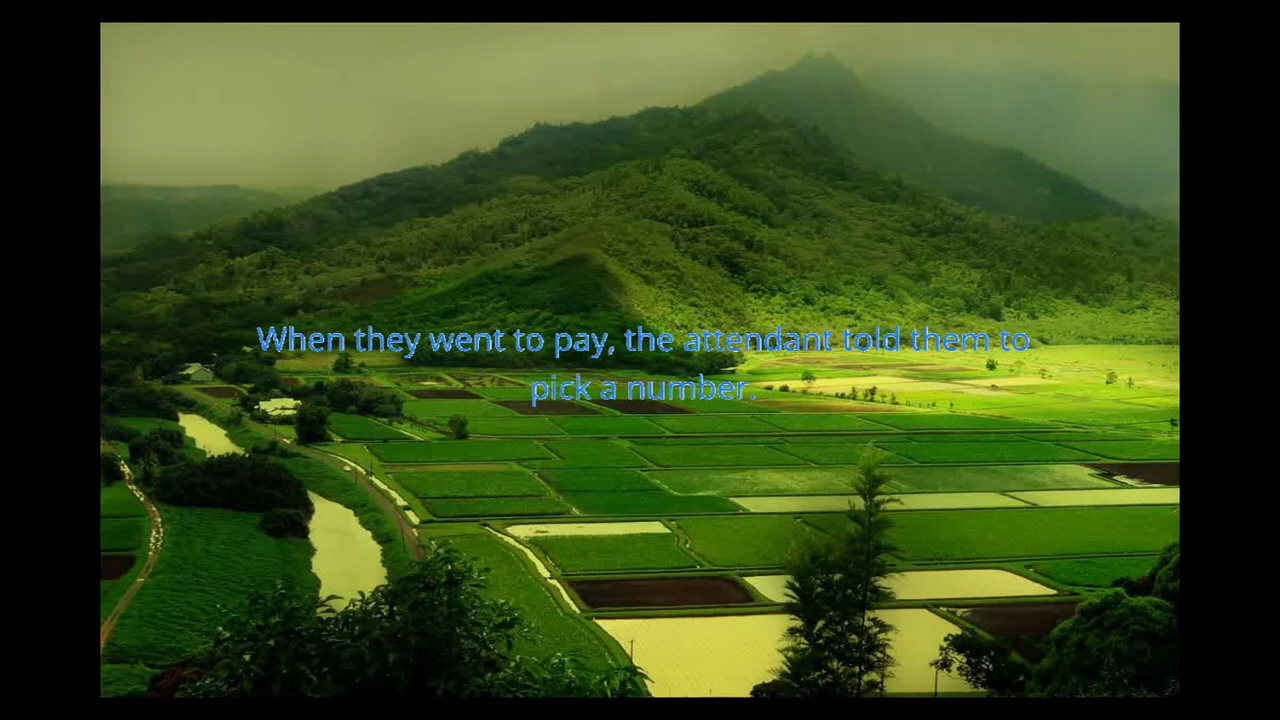 When they went to pay, the attendant told them to
pick a number.